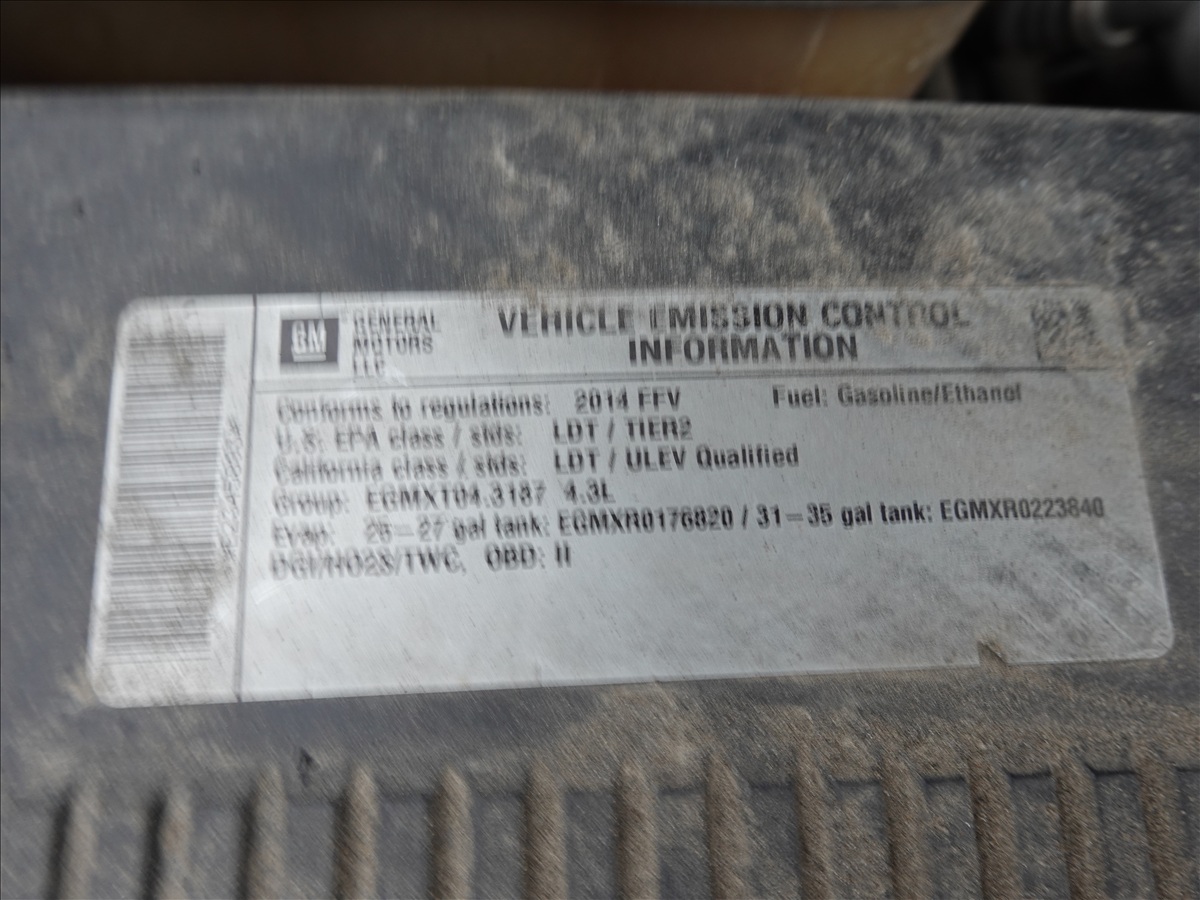 GM GENERAL MOTORS LLC
VEHICLE EMISSION CONTROL
INFORMATION
Conforms to regulations: 2014 FFV Fuel: Gasoline/Ethanol
U.S. EPA class / stds: LDT / TIER2
California class / stds: LDT / ULEV Qualified
Group: EGMXT04.3187 4.3L
Evap: 26-27 gal tank: EGMXR0176820 / 31-35 gal tank: EGMXR0223840
DGI/HO2S/TWC, OBD: II